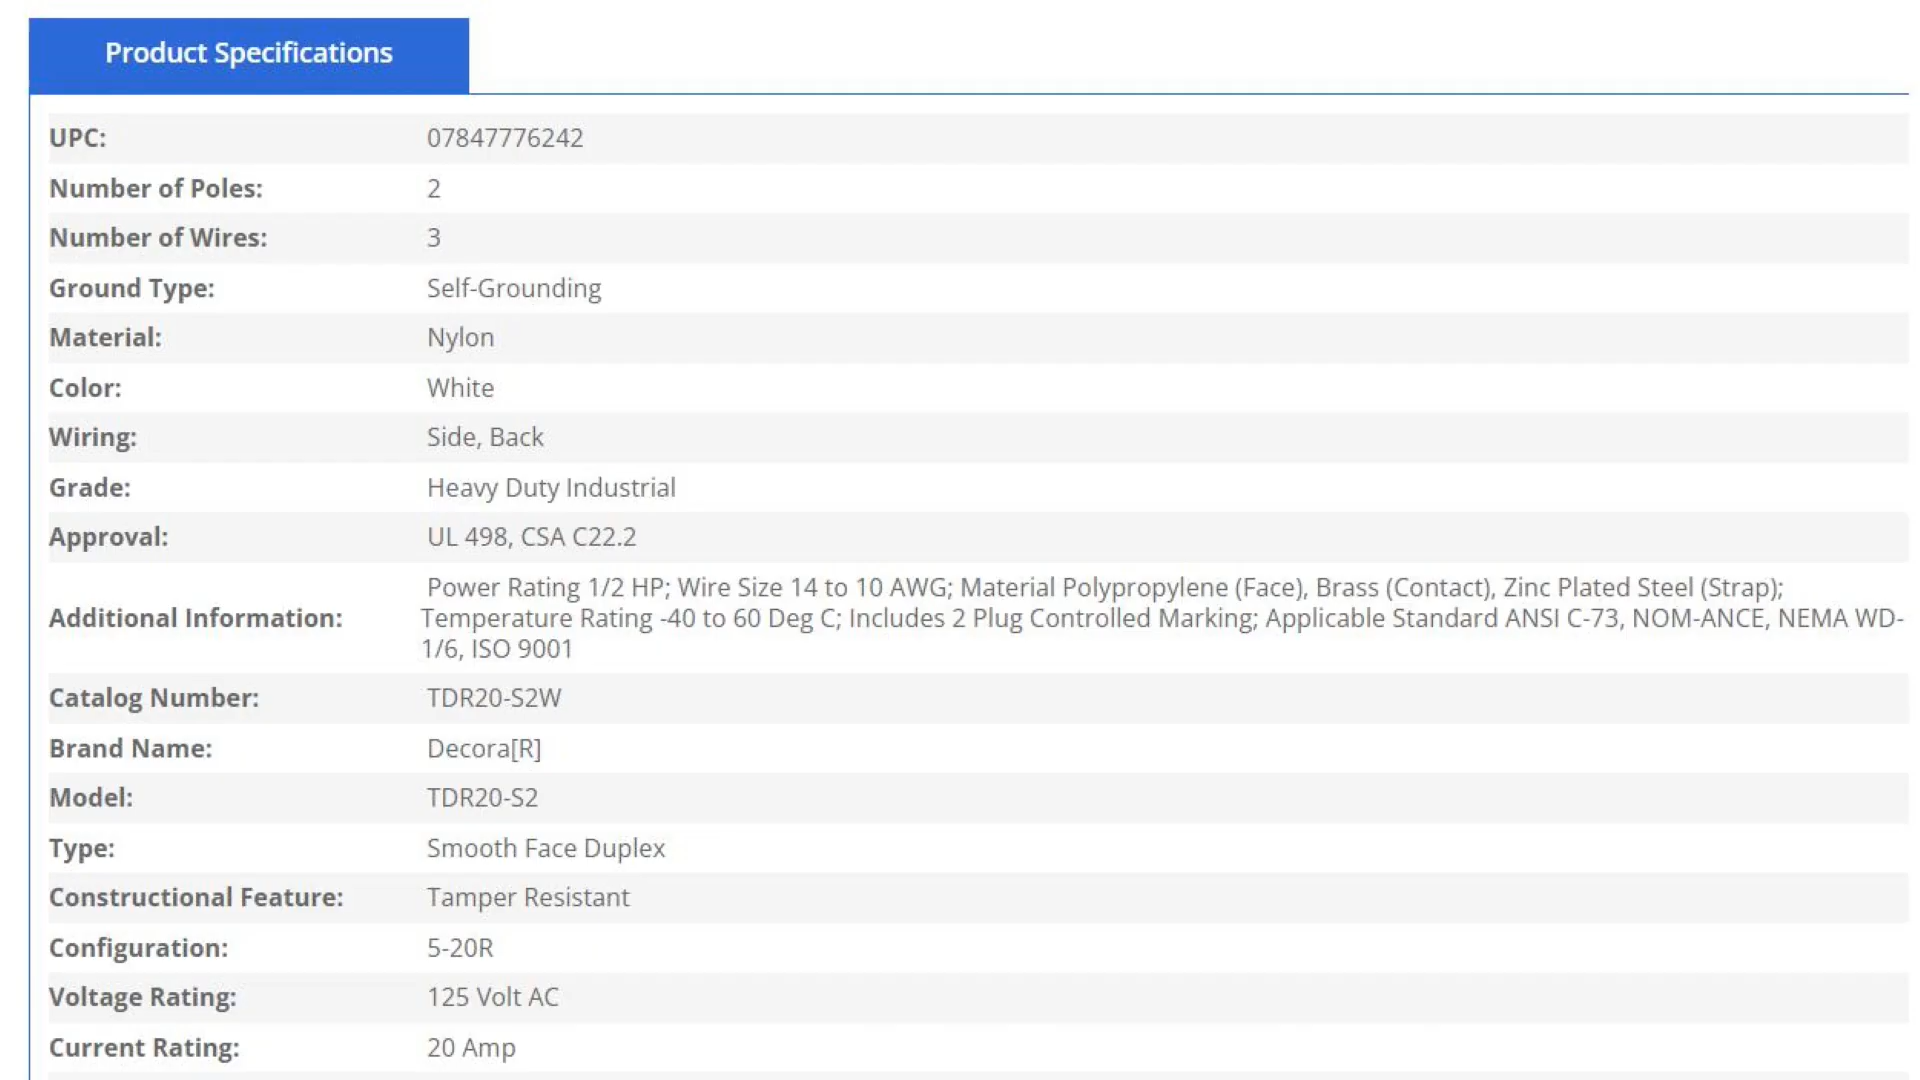 Product Specifications
UPC: 07847776242
Number of Poles: 2
Number of Wires: 3
Ground Type: Self-Grounding
Material: Nylon
Color: White
Wiring: Side, Back
Grade: Heavy Duty Industrial
Approval: UL 498, CSA C22.2
Additional Information: Power Rating 1/2 HP; Wire Size 14 to 10 AWG; Material Polypropylene (Face), Brass (Contact), Zinc Plated Steel (Strap);
Temperature Rating -40 to 60 Deg C; Includes 2 Plug Controlled Marking; Applicable Standard ANSI C-73, NOM-ANCE, NEMA WD-
1/6, ISO 9001
Catalog Number: TDR20-S2W
Brand Name: Decora[R]
Model: TDR20-S2
Type: Smooth Face Duplex
Constructional Feature: Tamper Resistant
Configuration: 5-20R
Voltage Rating: 125 Volt AC
Current Rating: 20 Amp